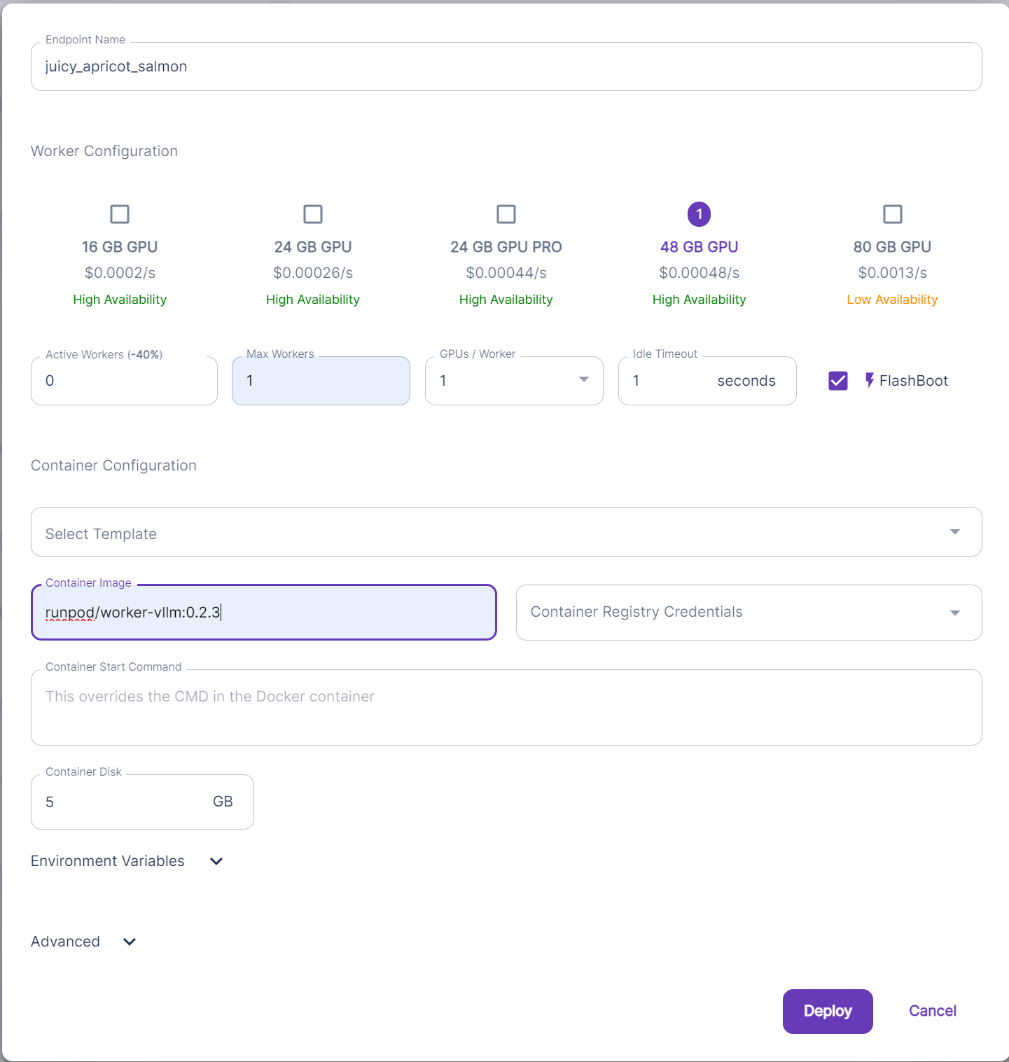 Endpoint Name
juicy_apricot_salmon
Worker Configuration
1
16 GB GPU 24 GB GPU 24 GB GPU PRO 48 GB GPU 80 GB GPU
$0.0002/s $0.00026/s $0.00044/s $0.00048/s $0.0013/s
High Availability High Availability High Availability High Availability Low Availability
Active Workers (-40%) Max Workers GPUs / Worker Idle Timeout
0 1 1 1 seconds FlashBoot
Container Configuration
Select Template
Container Image
runpod/worker-vllm:0.2.3 Container Registry Credentials
Container Start Command
This overrides the CMD in the Docker container
Container Disk
5 GB
Environment Variables
Advanced
Deploy Cancel